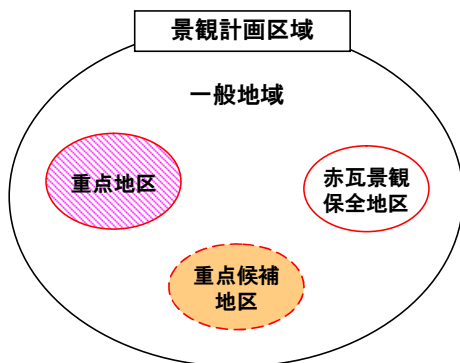 景観計画区域
一般地域
重点地区
赤瓦景観
保全地区
重点候補
地区